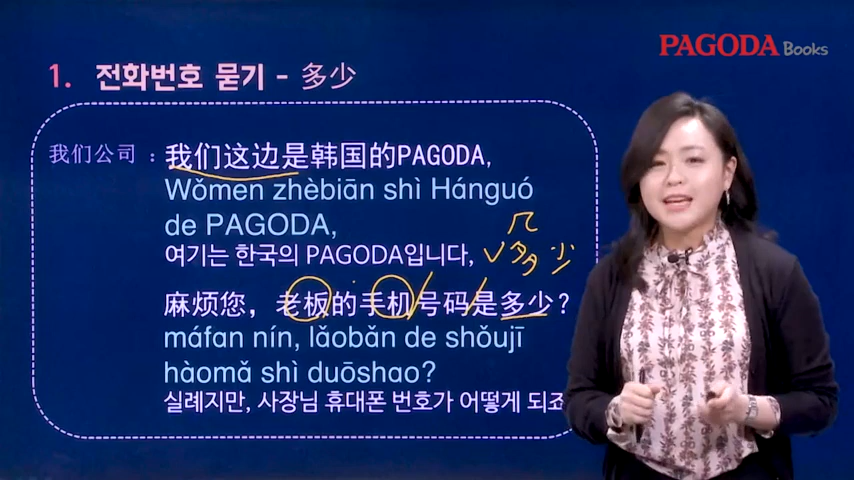 PAGODA Books
1. 전화번호 묻기 - 多少
我们公司 : 我们这边是韩国的PAGODA,
Wǒmen zhèbiān shì Hánguó
de PAGODA,
여기는 한국의 PAGODA입니다,
几
多少
麻烦您，老板的手机号码是多少？
máfan nín, lǎobǎn de shǒujī
hàomǎ shì duōshao?
실례지만, 사장님 휴대폰 번호가 어떻게 되죠